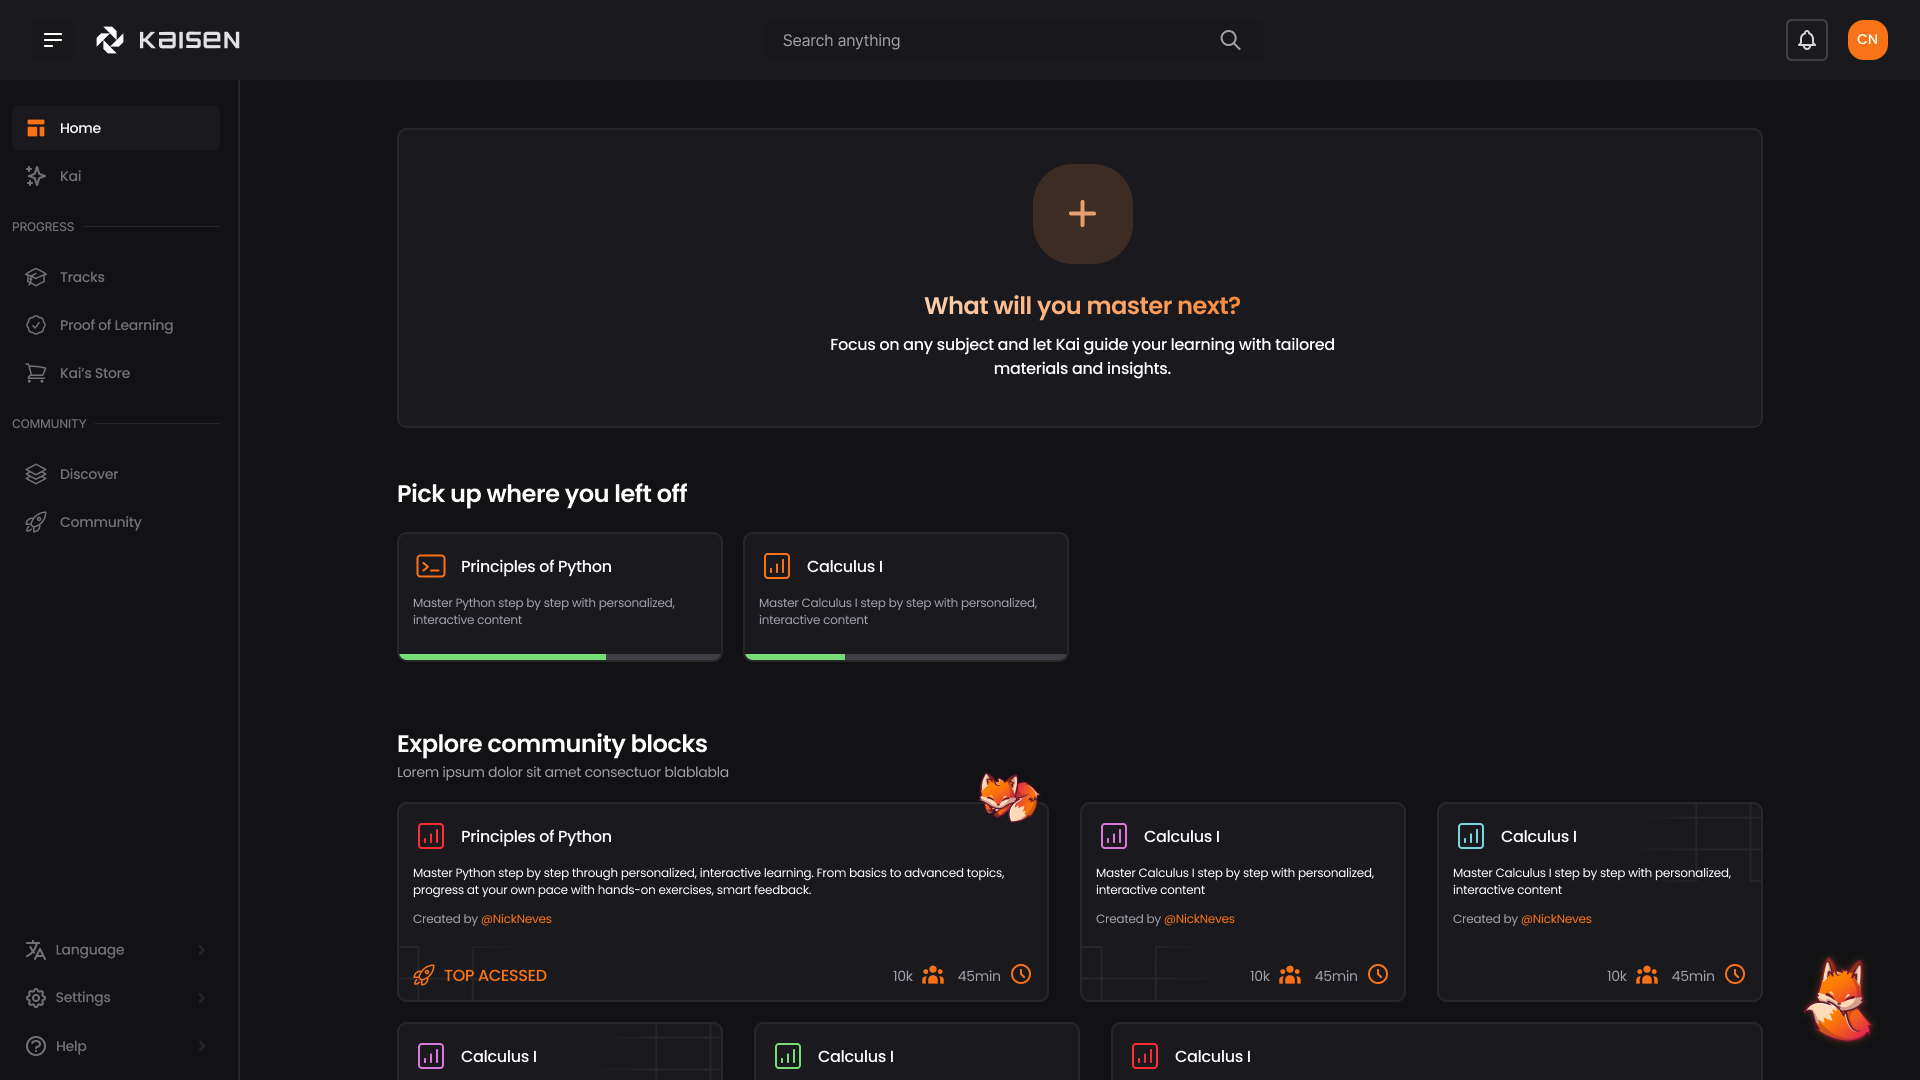 KAISEN
Search anything
CN
Home
Kai
PROGRESS
Tracks
Proof of Learning
Kai's Store
COMMUNITY
Discover
Community
Language
Settings
Help
What will you master next?
Focus on any subject and let Kai guide your learning with tailored
materials and insights.
Pick up where you left off
Principles of Python
Master Python step by step with personalized,
interactive content
Calculus I
Master Calculus I step by step with personalized,
interactive content
Explore community blocks
Lorem ipsum dolor sit amet consectuor blablabla
Principles of Python
Master Python step by step through personalized, interactive learning. From basics to advanced topics,
progress at your own pace with hands-on exercises, smart feedback.
Created by @NickNeves
TOP ACESSED
10k
45min
Calculus I
Master Calculus I step by step with personalized,
interactive content
Created by @NickNeves
10k
45min
Calculus I
Master Calculus I step by step with personalized,
interactive content
Created by @NickNeves
10k
45min
Calculus I
Calculus I
Calculus I